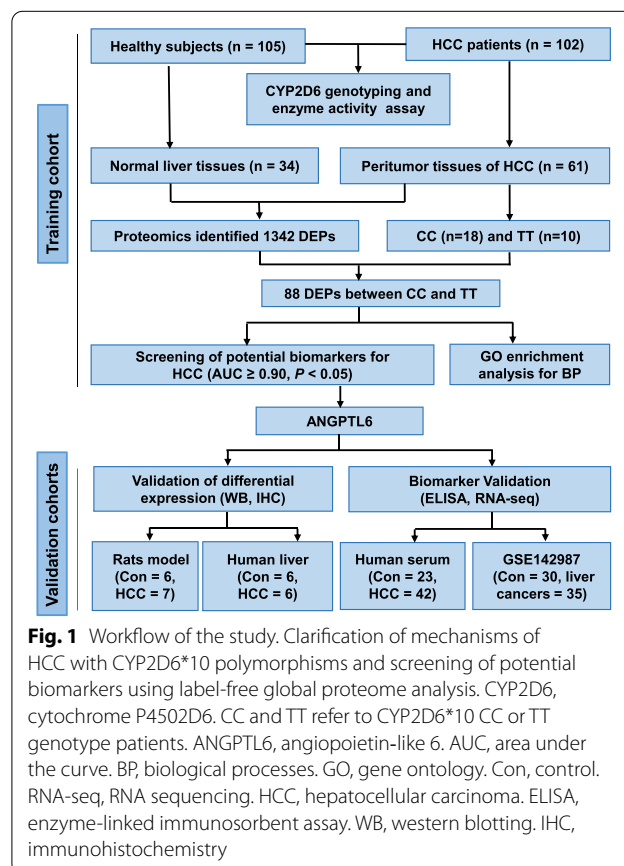 Healthy subjects (n = 105)
HCC patients (n = 102)
CYP2D6 genotyping and
enzyme activity assay
Training cohort
Normal liver tissues (n = 34)
Peritumor tissues of HCC (n = 61)
Proteomics identified 1342 DEPs
CC (n=18) and TT (n=10)
88 DEPs between CC and TT
Screening of potential biomarkers for
HCC (AUC ≥ 0.90, P < 0.05)
GO enrichment
analysis for BP
ANGPTL6
Validation cohorts
Validation of differential
expression (WB, IHC)
Biomarker Validation
(ELISA, RNA-seq)
Rats model
(Con = 6,
HCC = 7)
Human liver
(Con = 6,
HCC = 6)
Human serum
(Con = 23,
HCC = 42)
GSE142987
(Con = 30, liver
cancers = 35)
Fig. 1 Workflow of the study. Clarification of mechanisms of
HCC with CYP2D6*10 polymorphisms and screening of potential
biomarkers using label-free global proteome analysis. CYP2D6,
cytochrome P4502D6. CC and TT refer to CYP2D6*10 CC or TT
genotype patients. ANGPTL6, angiopoietin-like 6. AUC, area under
the curve. BP, biological processes. GO, gene ontology. Con, control.
RNA-seq, RNA sequencing. HCC, hepatocellular carcinoma. ELISA,
enzyme-linked immunosorbent assay. WB, western blotting. IHC,
immunohistochemistry